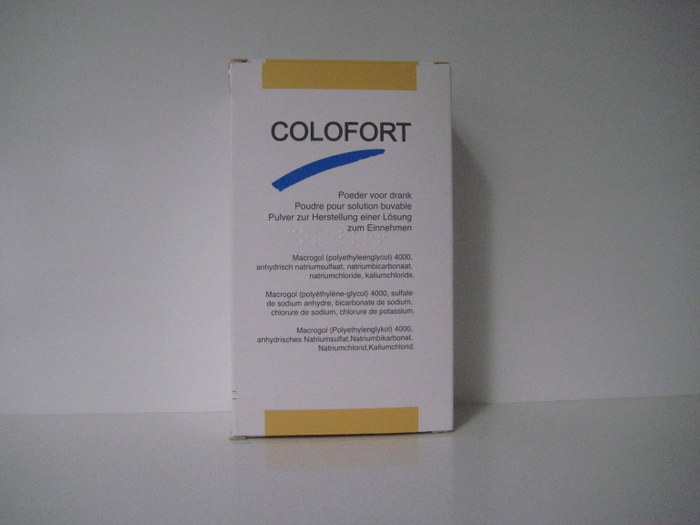 COLOFORT
Poeder voor drank
Poudre pour solution buvable
Pulver zur Herstellung einer Lösung
zum Einnehmen
Macrogol (polyethyleenglycol) 4000,
anhydrisch natriumsulfaat, natriumbicarbonaat,
natriumchloride, kaliumchloride.
Macrogol (polyéthylène-glycol) 4000, sulfate
de sodium anhydre, bicarbonate de sodium,
chlorure de sodium, chlorure de potassium.
Macrogol (Polyethylenglykol) 4000,
anhydrisches Natriumsulfat,Natriumbikarbonat,
Natriumchlorid,Kaliumchlorid.